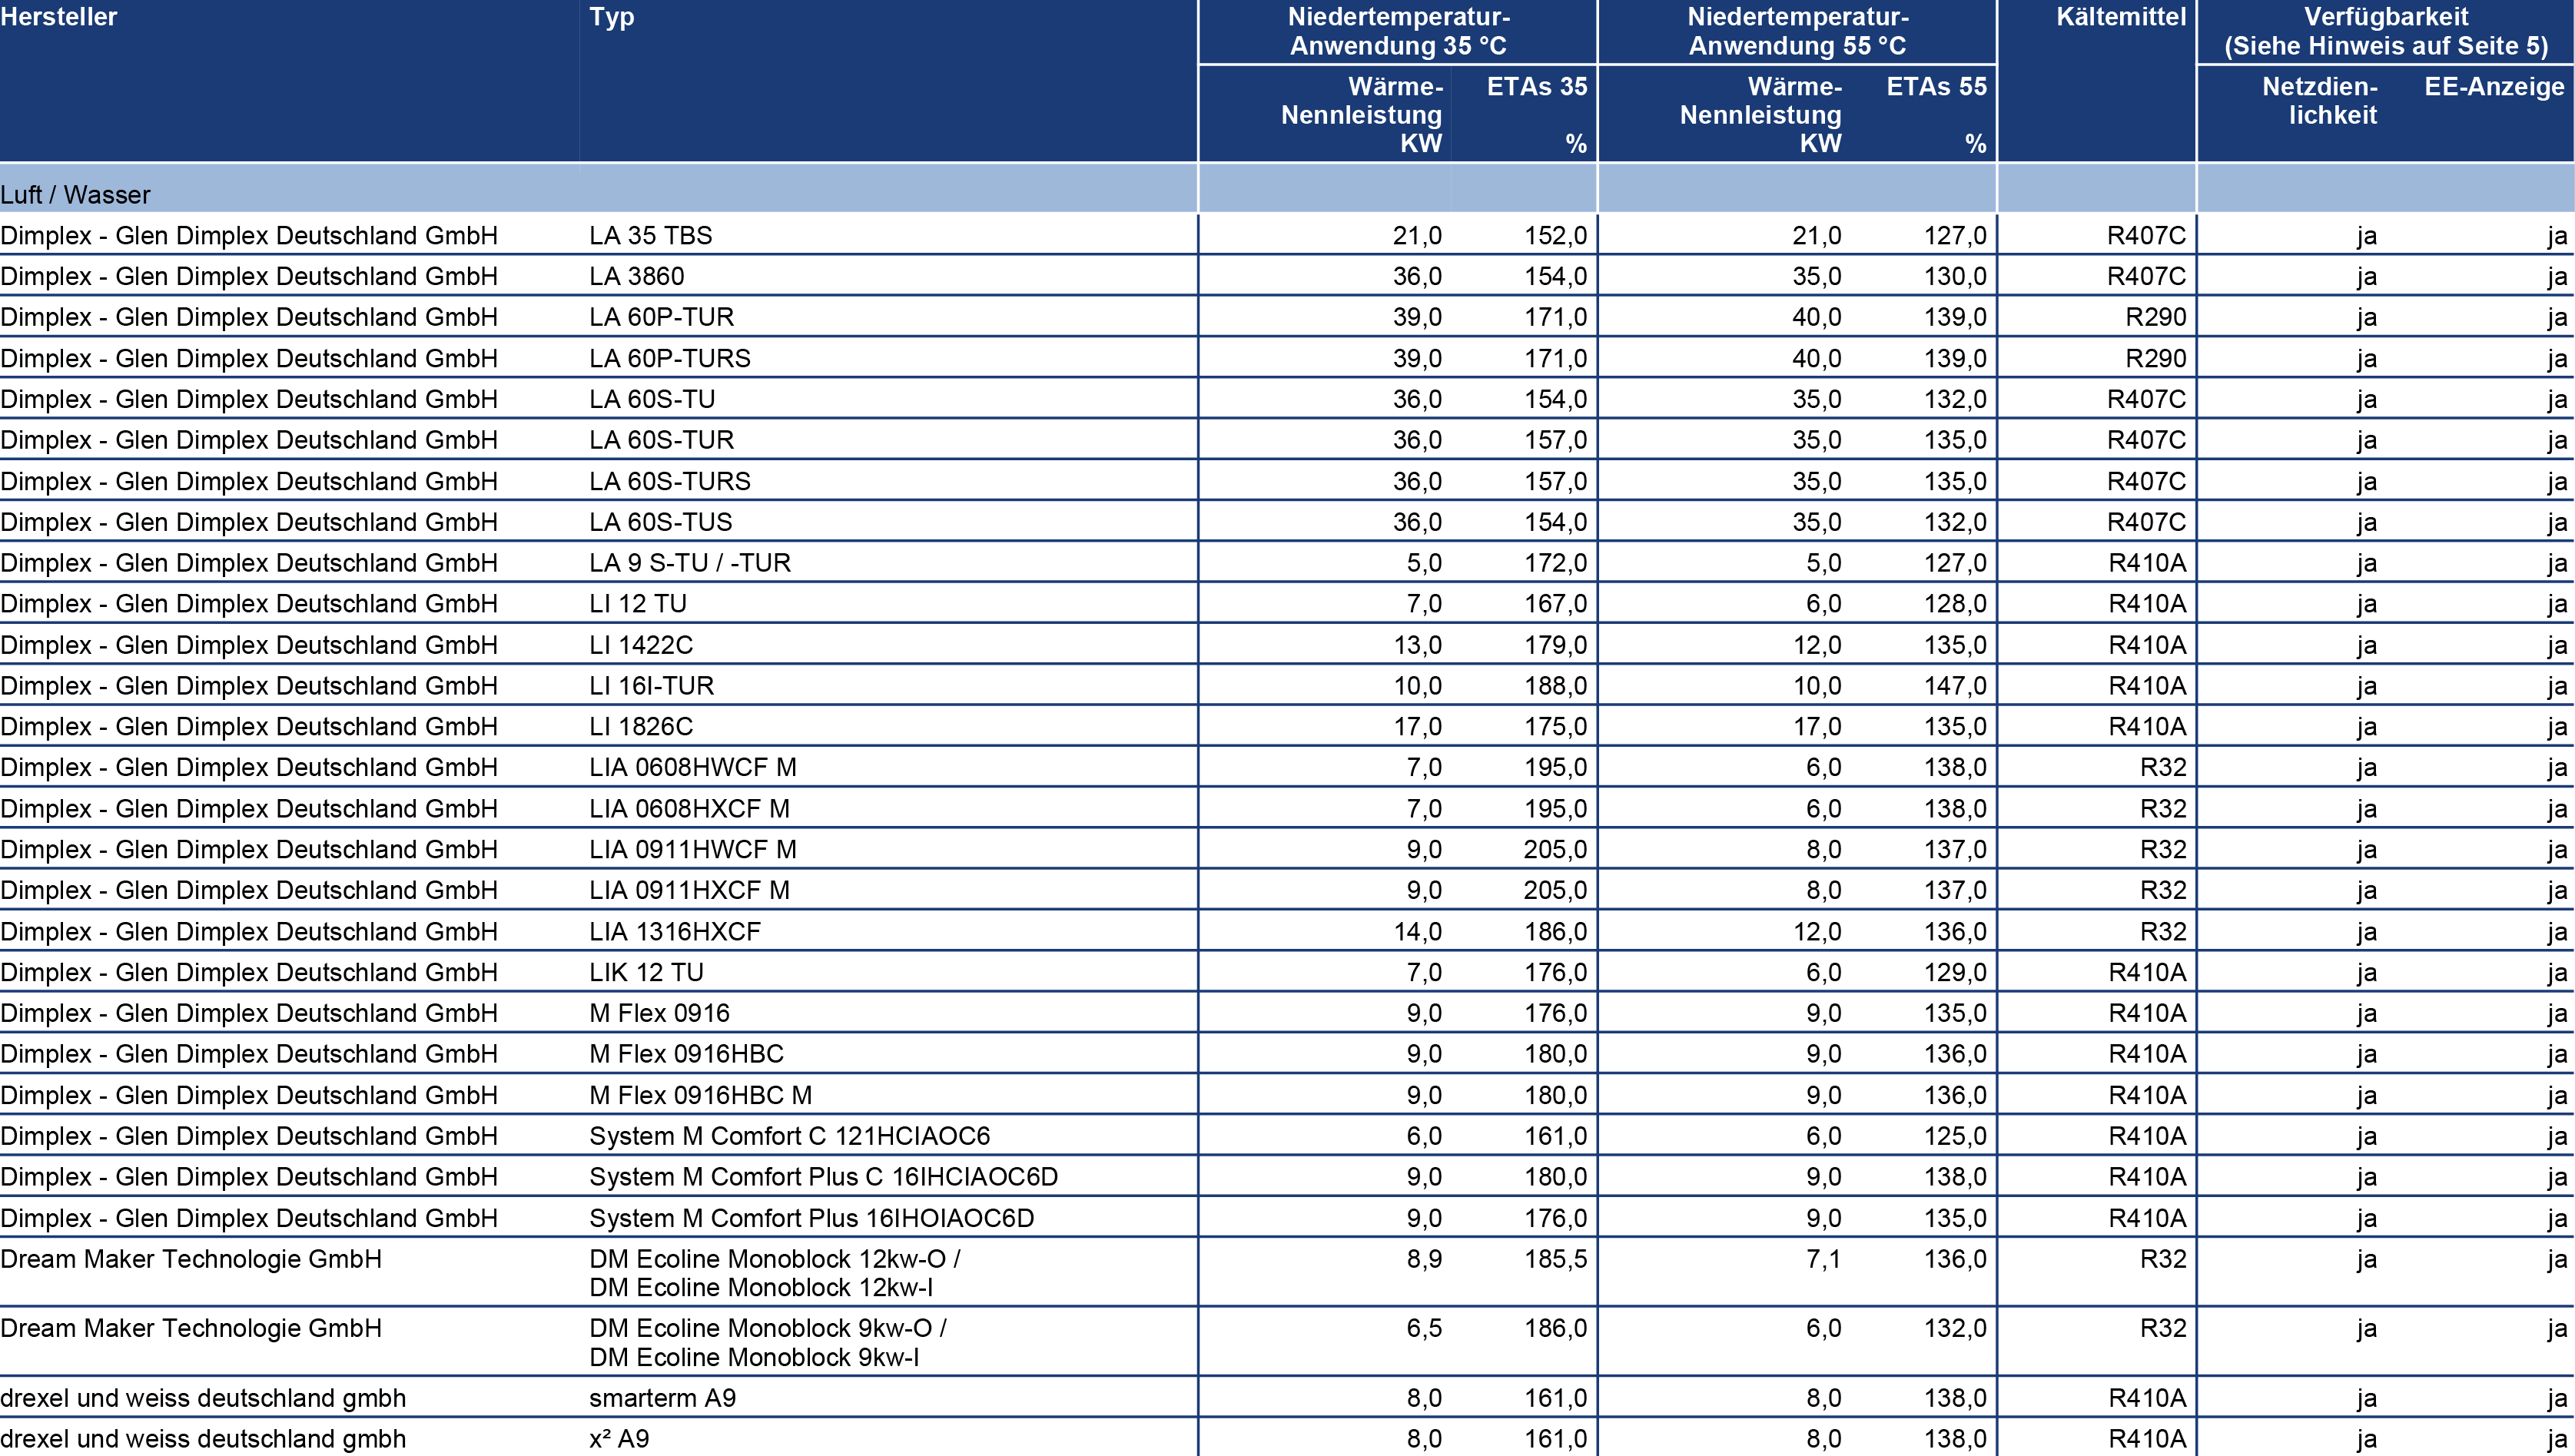 Hersteller Typ Niedertemperatur- Niedertemperatur- Kältemittel Verfügbarkeit
Anwendung 35 °C Anwendung 55 °C (Siehe Hinweis auf Seite 5)
Wärme- ETAs 35 Wärme- ETAs 55 Netzdien- EE-Anzeige
Nennleistung Nennleistung lichkeit
KW % KW %
Luft / Wasser
Dimplex - Glen Dimplex Deutschland GmbH LA 35 TBS 21,0 152,0 21,0 127,0 R407C ja ja
Dimplex - Glen Dimplex Deutschland GmbH LA 3860 36,0 154,0 35,0 130,0 R407C ja ja
Dimplex - Glen Dimplex Deutschland GmbH LA 60P-TUR 39,0 171,0 40,0 139,0 R290 ja ja
Dimplex - Glen Dimplex Deutschland GmbH LA 60P-TURS 39,0 171,0 40,0 139,0 R290 ja ja
Dimplex - Glen Dimplex Deutschland GmbH LA 60S-TU 36,0 154,0 35,0 132,0 R407C ja ja
Dimplex - Glen Dimplex Deutschland GmbH LA 60S-TUR 36,0 157,0 35,0 135,0 R407C ja ja
Dimplex - Glen Dimplex Deutschland GmbH LA 60S-TURS 36,0 157,0 35,0 135,0 R407C ja ja
Dimplex - Glen Dimplex Deutschland GmbH LA 60S-TUS 36,0 154,0 35,0 132,0 R407C ja ja
Dimplex - Glen Dimplex Deutschland GmbH LA 9 S-TU / -TUR 5,0 172,0 5,0 127,0 R410A ja ja
Dimplex - Glen Dimplex Deutschland GmbH LI 12 TU 7,0 167,0 6,0 128,0 R410A ja ja
Dimplex - Glen Dimplex Deutschland GmbH LI 1422C 13,0 179,0 12,0 135,0 R410A ja ja
Dimplex - Glen Dimplex Deutschland GmbH LI 16I-TUR 10,0 188,0 10,0 147,0 R410A ja ja
Dimplex - Glen Dimplex Deutschland GmbH LI 1826C 17,0 175,0 17,0 135,0 R410A ja ja
Dimplex - Glen Dimplex Deutschland GmbH LIA 0608HWCF M 7,0 195,0 6,0 138,0 R32 ja ja
Dimplex - Glen Dimplex Deutschland GmbH LIA 0608HXCF M 7,0 195,0 6,0 138,0 R32 ja ja
Dimplex - Glen Dimplex Deutschland GmbH LIA 0911HWCF M 9,0 205,0 8,0 137,0 R32 ja ja
Dimplex - Glen Dimplex Deutschland GmbH LIA 0911HXCF M 9,0 205,0 8,0 137,0 R32 ja ja
Dimplex - Glen Dimplex Deutschland GmbH LIA 1316HXCF 14,0 186,0 12,0 136,0 R32 ja ja
Dimplex - Glen Dimplex Deutschland GmbH LIK 12 TU 7,0 176,0 6,0 129,0 R410A ja ja
Dimplex - Glen Dimplex Deutschland GmbH M Flex 0916 9,0 176,0 9,0 135,0 R410A ja ja
Dimplex - Glen Dimplex Deutschland GmbH M Flex 0916HBC 9,0 180,0 9,0 136,0 R410A ja ja
Dimplex - Glen Dimplex Deutschland GmbH M Flex 0916HBC M 9,0 180,0 9,0 136,0 R410A ja ja
Dimplex - Glen Dimplex Deutschland GmbH System M Comfort C 121HCIAOC6 6,0 161,0 6,0 125,0 R410A ja ja
Dimplex - Glen Dimplex Deutschland GmbH System M Comfort Plus C 16IHCIAOC6D 9,0 180,0 9,0 138,0 R410A ja ja
Dimplex - Glen Dimplex Deutschland GmbH System M Comfort Plus 16IHOIAOC6D 9,0 176,0 9,0 135,0 R410A ja ja
Dream Maker Technologie GmbH DM Ecoline Monoblock 12kw-O / 8,9 185,5 7,1 136,0 R32 ja ja
DM Ecoline Monoblock 12kw-I
Dream Maker Technologie GmbH DM Ecoline Monoblock 9kw-O / 6,5 186,0 6,0 132,0 R32 ja ja
DM Ecoline Monoblock 9kw-I
drexel und weiss deutschland gmbh smarterm A9 8,0 161,0 8,0 138,0 R410A ja ja
drexel und weiss deutschland gmbh x² A9 8,0 161,0 8,0 138,0 R410A ja ja